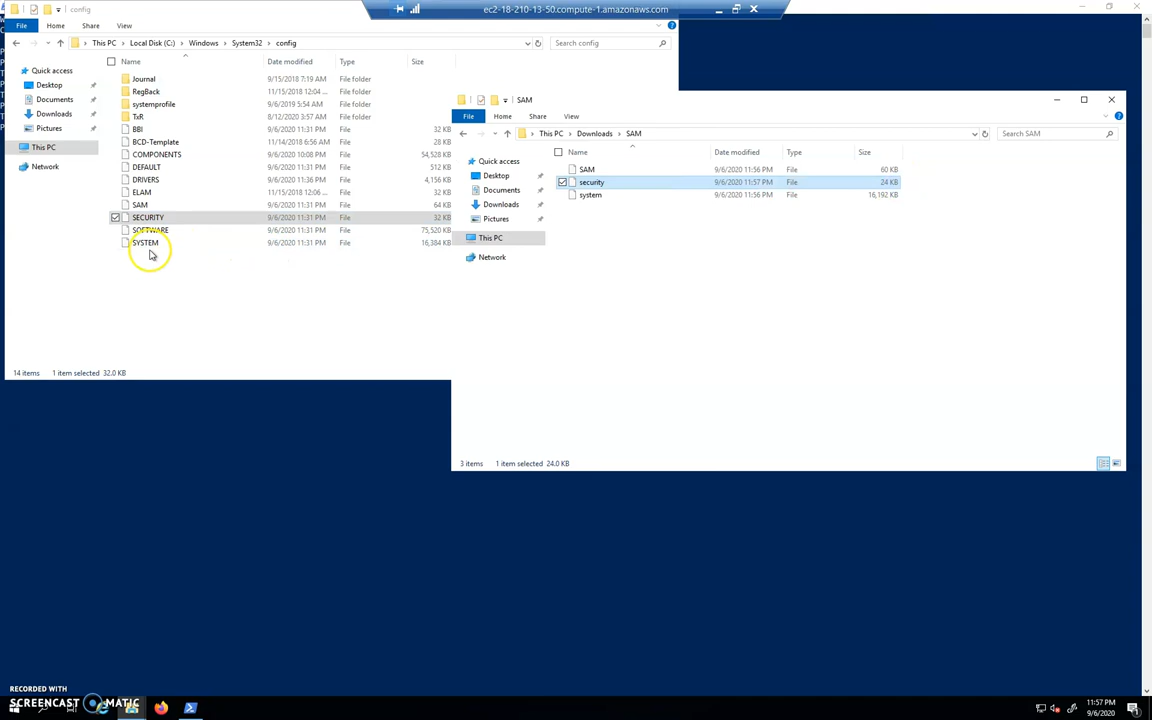 config
ec2-18-210-13-50.compute-1.amazonaws.com
File Home Share View
This PC Local Disk (C:) Windows System32 config
Search config
Name Date modified Type Size
Quick access
Desktop
Documents
Downloads
Pictures
This PC
Network
Journal 9/15/2018 7:19 AM File folder
RegBack 11/15/2018 12:04 ... File folder
systemprofile 9/6/2019 5:54 AM File folder
TxR 8/12/2020 3:57 AM File folder
BBI 9/6/2020 11:31 PM File 32 KB
BCD-Template 11/14/2018 6:56 AM File 28 KB
COMPONENTS 9/6/2020 10:08 PM File 54,528 KB
DEFAULT 9/6/2020 11:31 PM File 512 KB
DRIVERS 9/6/2020 11:36 PM File 4,156 KB
ELAM 11/15/2018 12:06 ... File 32 KB
SAM 9/6/2020 11:31 PM File 64 KB
SECURITY 9/6/2020 11:31 PM File 32 KB
SOFTWARE 9/6/2020 11:31 PM File 75,520 KB
SYSTEM 9/6/2020 11:31 PM File 16,384 KB
14 items 1 item selected 32.0 KB
SAM
File Home Share View
This PC Downloads SAM
Search SAM
Name Date modified Type Size
Quick access
Desktop
Documents
Downloads
Pictures
This PC
Network
SAM 9/6/2020 11:56 PM File 60 KB
security 9/6/2020 11:57 PM File 24 KB
system 9/6/2020 11:56 PM File 16,192 KB
3 items 1 item selected 24.0 KB
RECORDED WITH
SCREENCAST MATIC
11:57 PM
9/6/2020